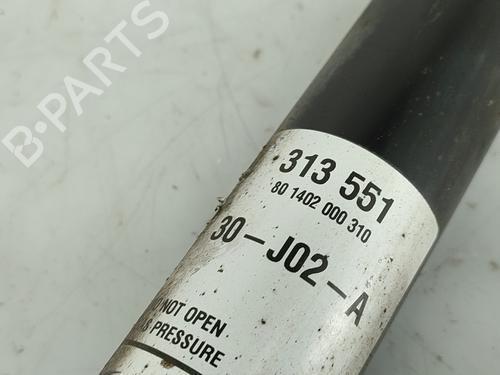 B-PARTS
313 551
80 1402 000 310
30-J02-A
NOT OPEN
PRESSURE